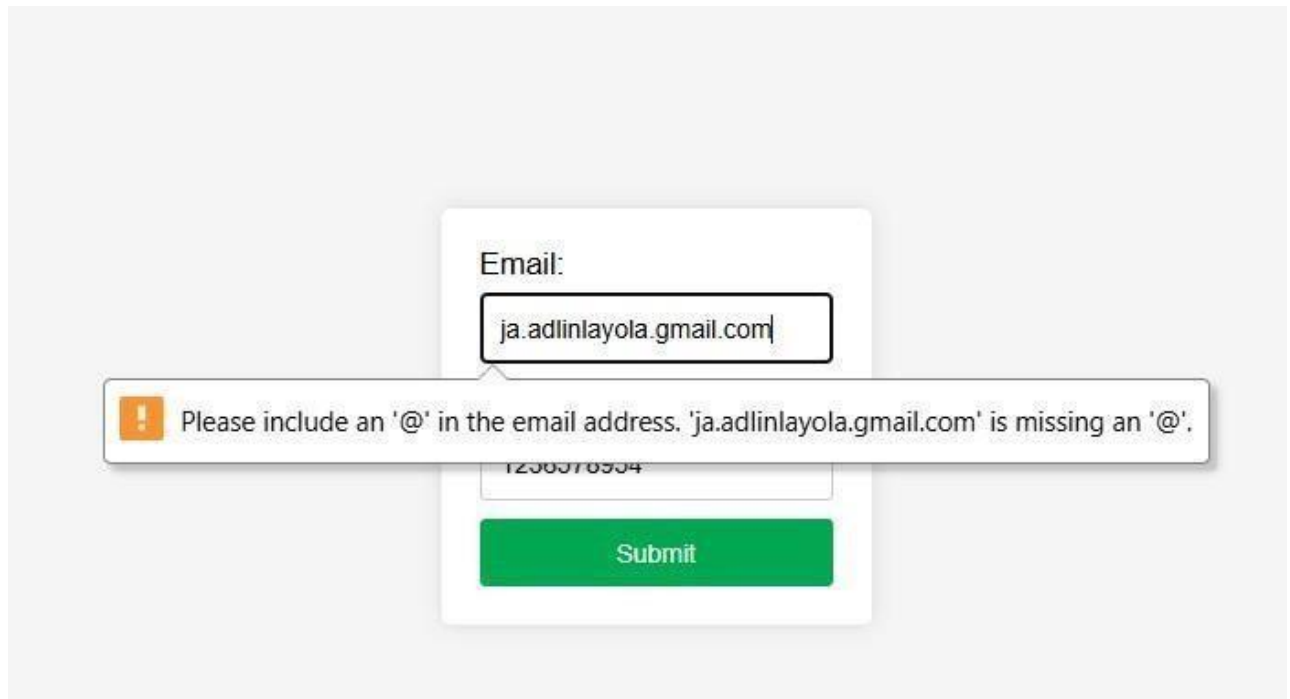 Email:
ja.adlinlayola.gmail.com
Please include an '@' in the email address. 'ja.adlinlayola.gmail.com' is missing an '@'.
Submit